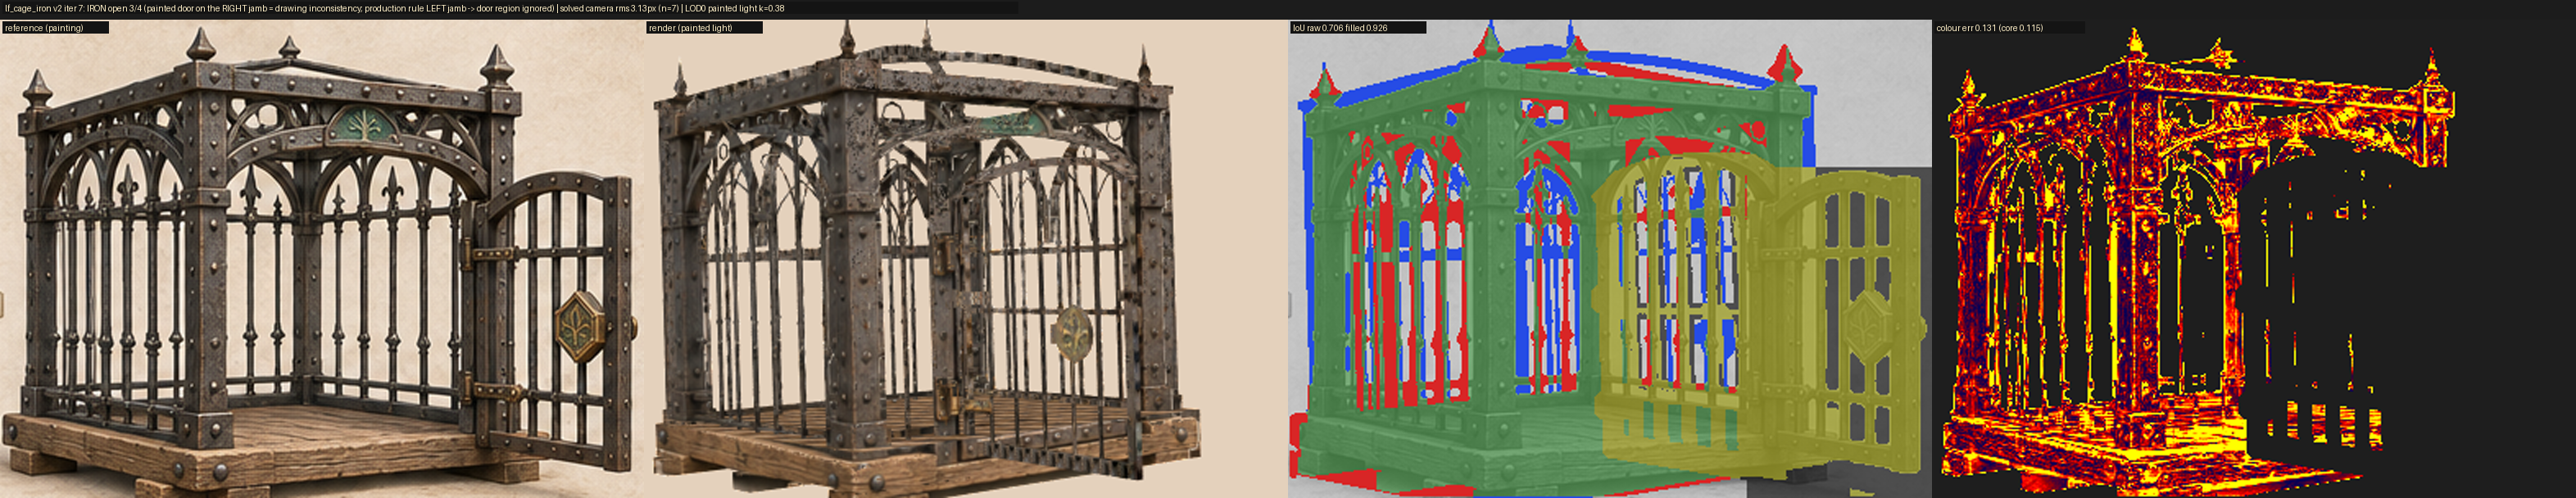 lf_cage_iron v2 iter 7: IRON open 3/4 (painted door on the RIGHT jamb = drawing inconsistency; production rule LEFT jamb -> door region ignored) | solved camera rms 3.13px (n=7) | LOD0 painted light k=0.38
reference (painting)
render (painted light)
IoU raw 0.706 filled 0.926
colour err 0.131 (core 0.115)